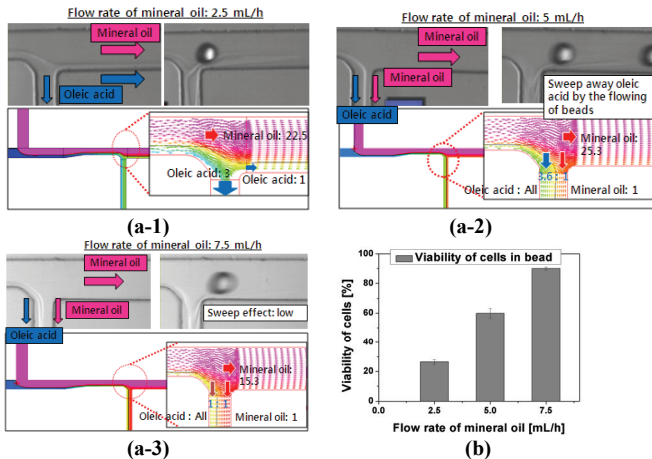 Flow rate of mineral oil: 2.5 mL/h
Mineral oil
Oleic acid
Mineral oil: 22.5
Oleic acid: 3
Oleic acid: 1
(a-1)
Flow rate of mineral oil: 5 mL/h
Mineral oil
Mineral oil
Oleic acid
Sweep away oleic
acid by the flowing
of beads
Mineral oil:
25.3
3.6 : 1
Oleic acid : All
Mineral oil: 1
(a-2)
Flow rate of mineral oil: 7.5 mL/h
Mineral oil
Mineral oil
Oleic acid
Sweep effect: low
Mineral oil:
15.3
1 : 1
Oleic acid : All
Mineral oil: 1
(a-3)
Viability of cells in bead
Viability of cells [%]
100
80
60
40
20
0
0.0 2.5 5.0 7.5
Flow rate of mineral oil [mL/h]
(b)